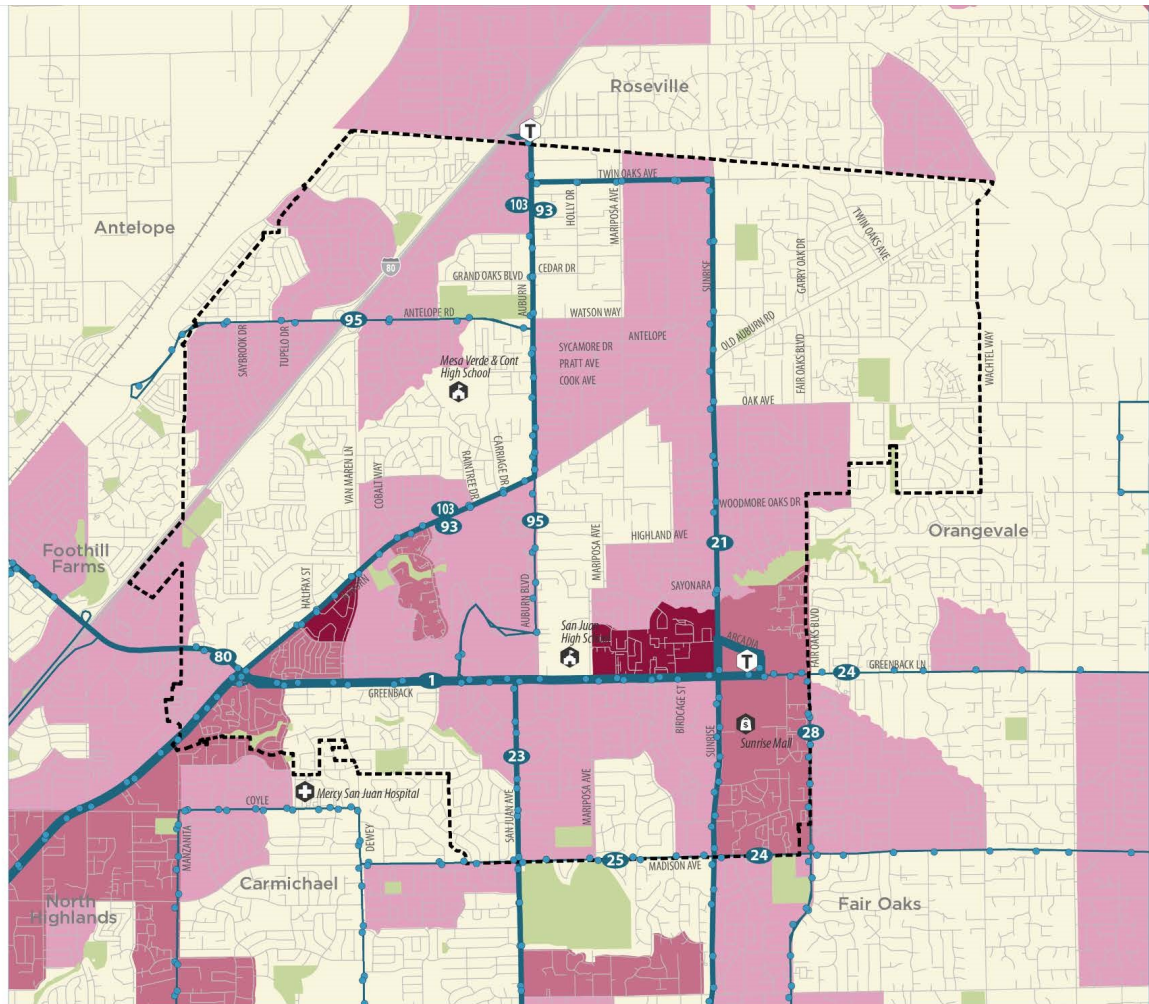 Roseville
T
TWIN OAKS AVE
103
93
HOLLY DR
MARIPOSA AVE
TWIN OAKS AVE
Antelope
GARRY OAK DR
80
GRAND OAKS BLVD
CEDAR DR
SUNRISE
AUBURN
95
ANTELOPE RD
WATSON WAY
SAYBROOK DR
TUPELO DR
ANTELOPE
OLD AUBURN RD
SYCAMORE DR
PRATT AVE
COOK AVE
FAIR OAKS BLVD
WACHTEL WAY
Mesa Verde & Cont
High School
OAK AVE
VAN MAREN LN
COBALT WAY
RAINTREE DR
CARRIAGE DR
103
93
95
WOODMORE OAKS DR
Orangevale
HIGHLAND AVE
21
MARIPOSA AVE
Foothill
Farms
HALIFAX ST
SAYONARA
AUBURN BLVD
San Juan
ARCADIA
T
FAIR OAKS BLVD
80
1
24
GREENBACK LN
GREENBACK
BIRDCAGE ST
SUNRISE
S
Sunrise Mall
28
23
Mercy San Juan Hospital
COYLE
SAN JUAN AVE
MARIPOSA AVE
MANZANITA
DEWEY
25
24
MADISON AVE
Carmichael
North
Highlands
Fair Oaks
FAIR OAKS BLVD